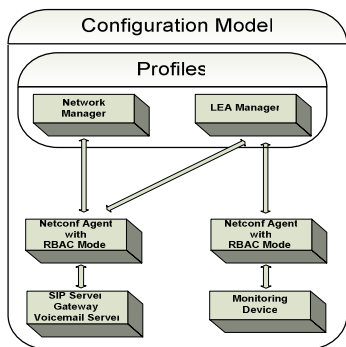 Configuration Model
Profiles
Network
Manager
LEA Manager
Netconf Agent
with
RBAC Mode
Netconf Agent
with
RBAC Mode
SIP Server
Gateway
Voicemail Server
Monitoring
Device